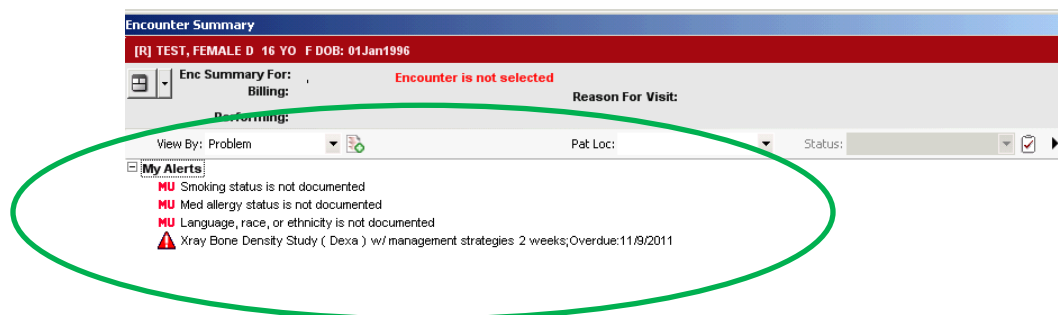 Encounter Summary
[R] TEST, FEMALE D 16 YO F DOB: 01Jan1996
Enc Summary For: , Encounter is not selected
Billing:
Reason For Visit:
Performing:
View By: Problem Pat Loc: Status:
My Alerts
MU Smoking status is not documented
MU Med allergy status is not documented
MU Language, race, or ethnicity is not documented
Xray Bone Density Study ( Dexa ) w/ management strategies 2 weeks;Overdue:11/9/2011